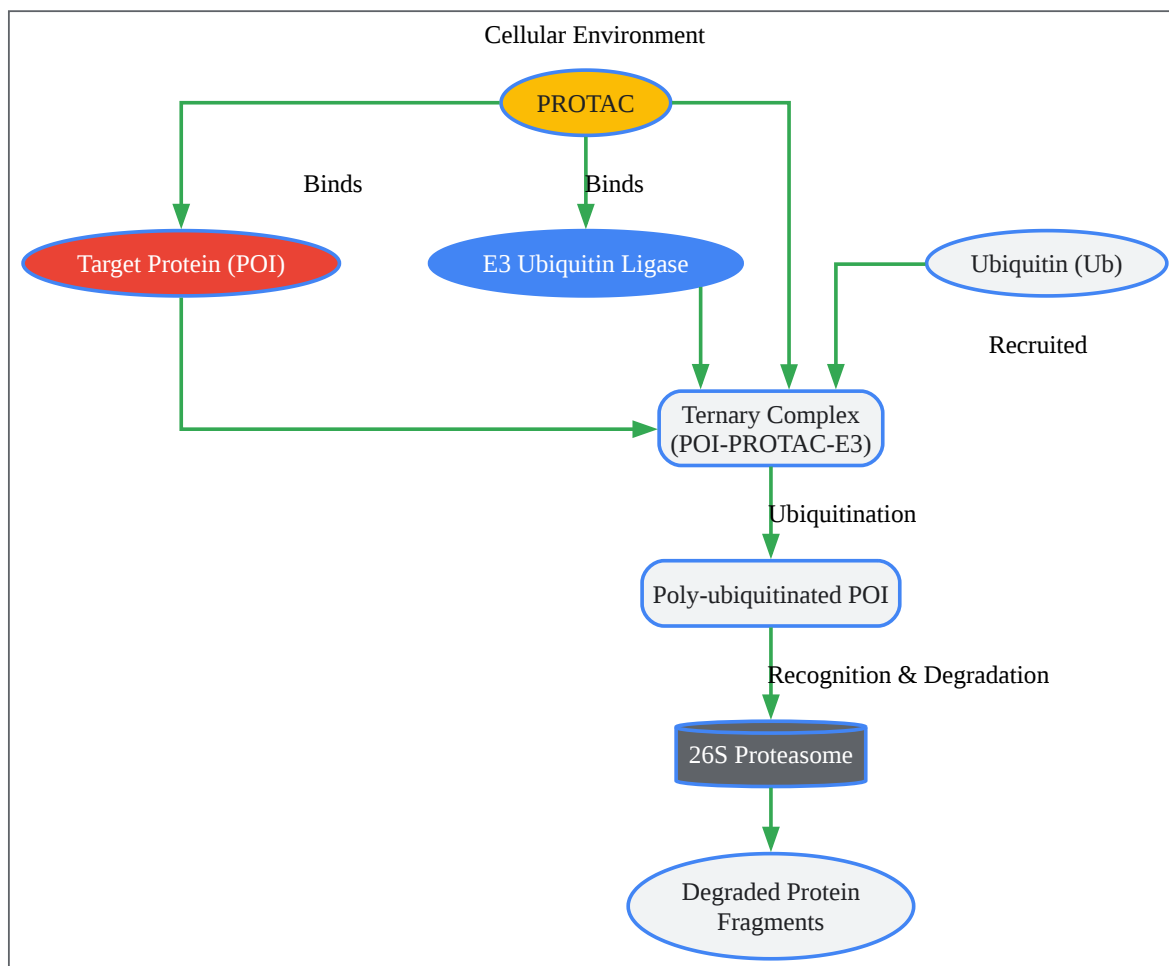 Cellular Environment
PROTAC
Binds
Binds
Target Protein (POI)
E3 Ubiquitin Ligase
Ubiquitin (Ub)
Recruited
Ternary Complex
(POI-PROTAC-E3)
Ubiquitination
Poly-ubiquitinated POI
Recognition & Degradation
26S Proteasome
Degraded Protein
Fragments